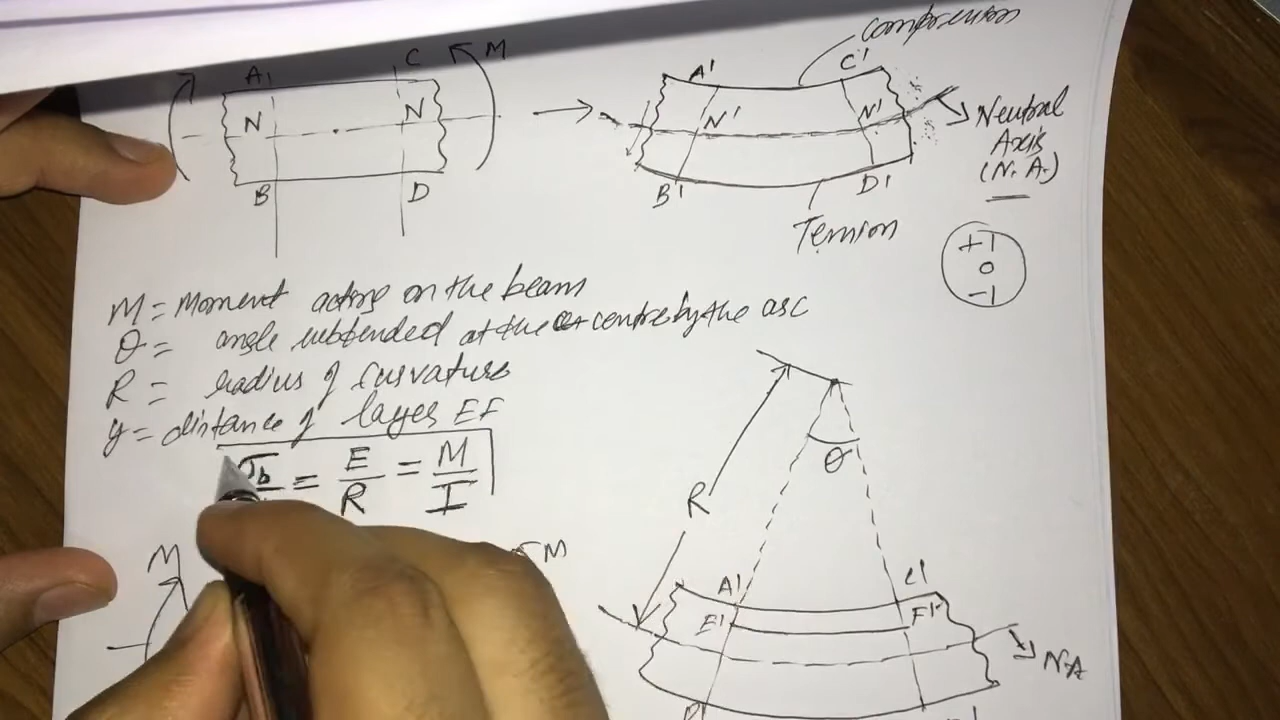 C
M
A
N
N
B
D
compression
A'
C'
N'
N'
B'
D'
Neutral
Axis
(N.A.)
Tension
+1
0
-1
M = Moment acting on the beam
θ = angle subtended at the centre by the arc
R = radius of curvature
y = distance of layer EF
σb = E = M
R I
θ
R
M
M
A'
C'
E'
F'
N.A